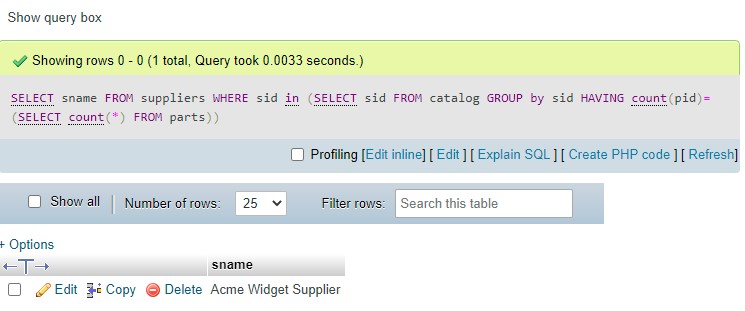 Show query box
Showing rows 0 - 0 (1 total, Query took 0.0033 seconds.)
SELECT sname FROM suppliers WHERE sid in (SELECT sid FROM catalog GROUP by sid HAVING count(pid)=
(SELECT count(*) FROM parts))
Profiling [Edit inline] [ Edit ] [ Explain SQL ] [ Create PHP code ] [ Refresh]
Show all Number of rows: 25 Filter rows: Search this table
+ Options
←T→ sname
Edit Copy Delete Acme Widget Supplier